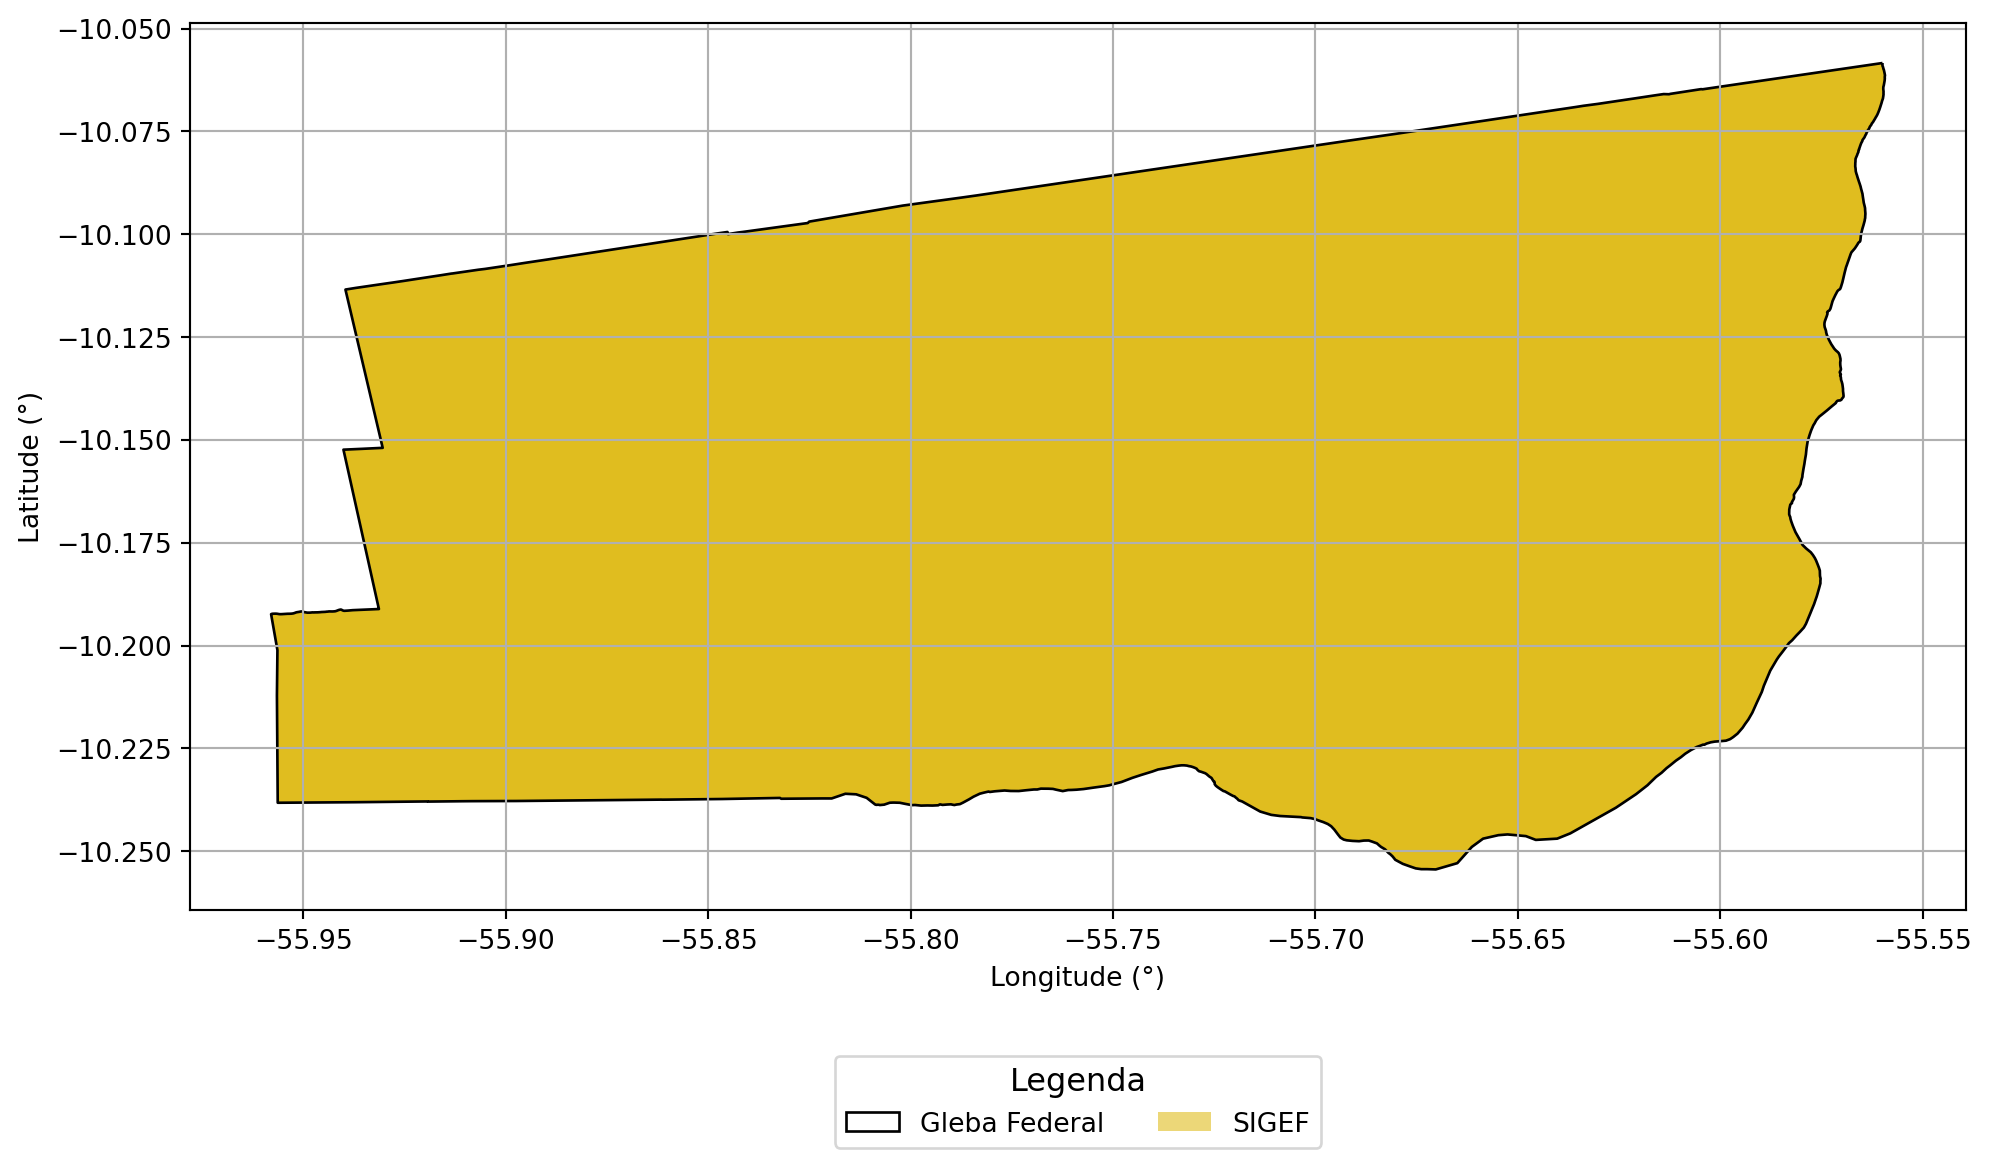 −10.050
−10.075
−10.100
−10.125
−10.150
−10.175
−10.200
−10.225
−10.250
Latitude (°)
−55.95 −55.90 −55.85 −55.80 −55.75 −55.70 −55.65 −55.60 −55.55
Longitude (°)
Legenda
Gleba Federal SIGEF